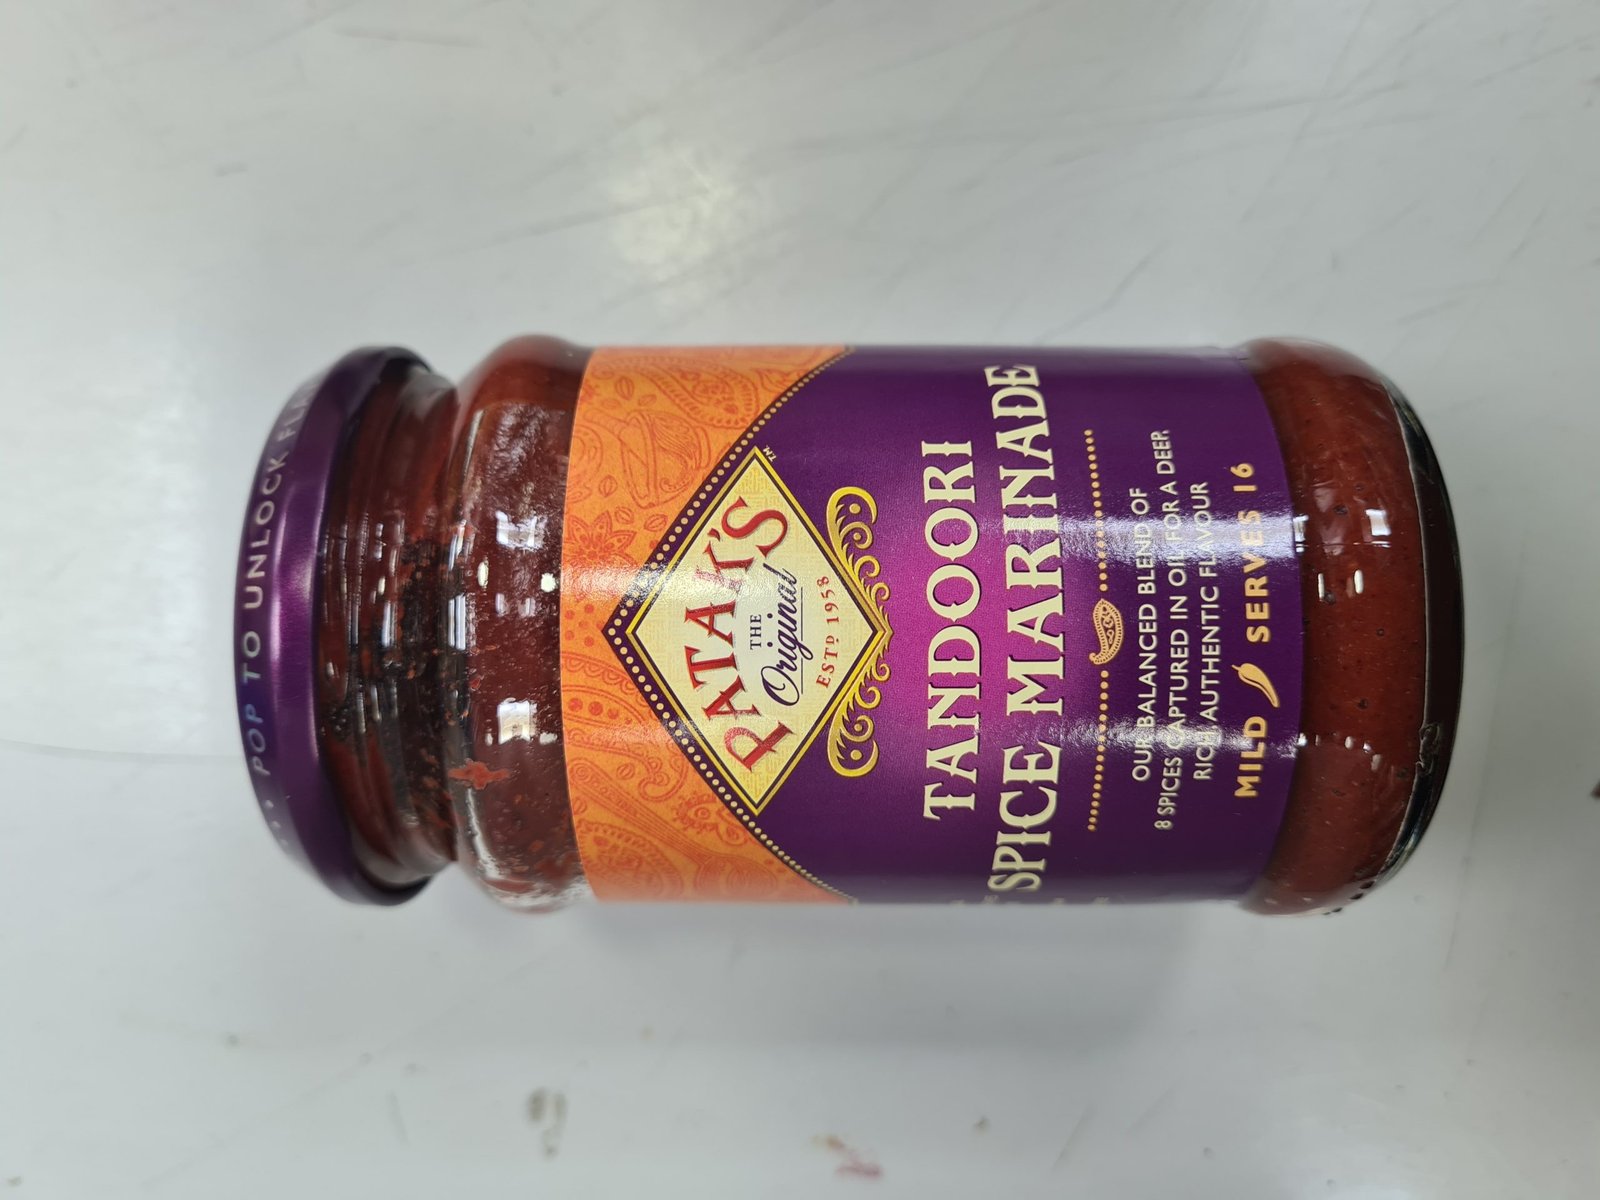 POP TO UNLOCK
PATAK'S
™
THE
Original
ESTD 1958
TANDOORI
SPICE MARINADE
OUR BALANCED BLEND OF
8 SPICES CAPTURED IN OIL FOR A DEEP,
RICH, AUTHENTIC FLAVOUR
MILD SERVES 16